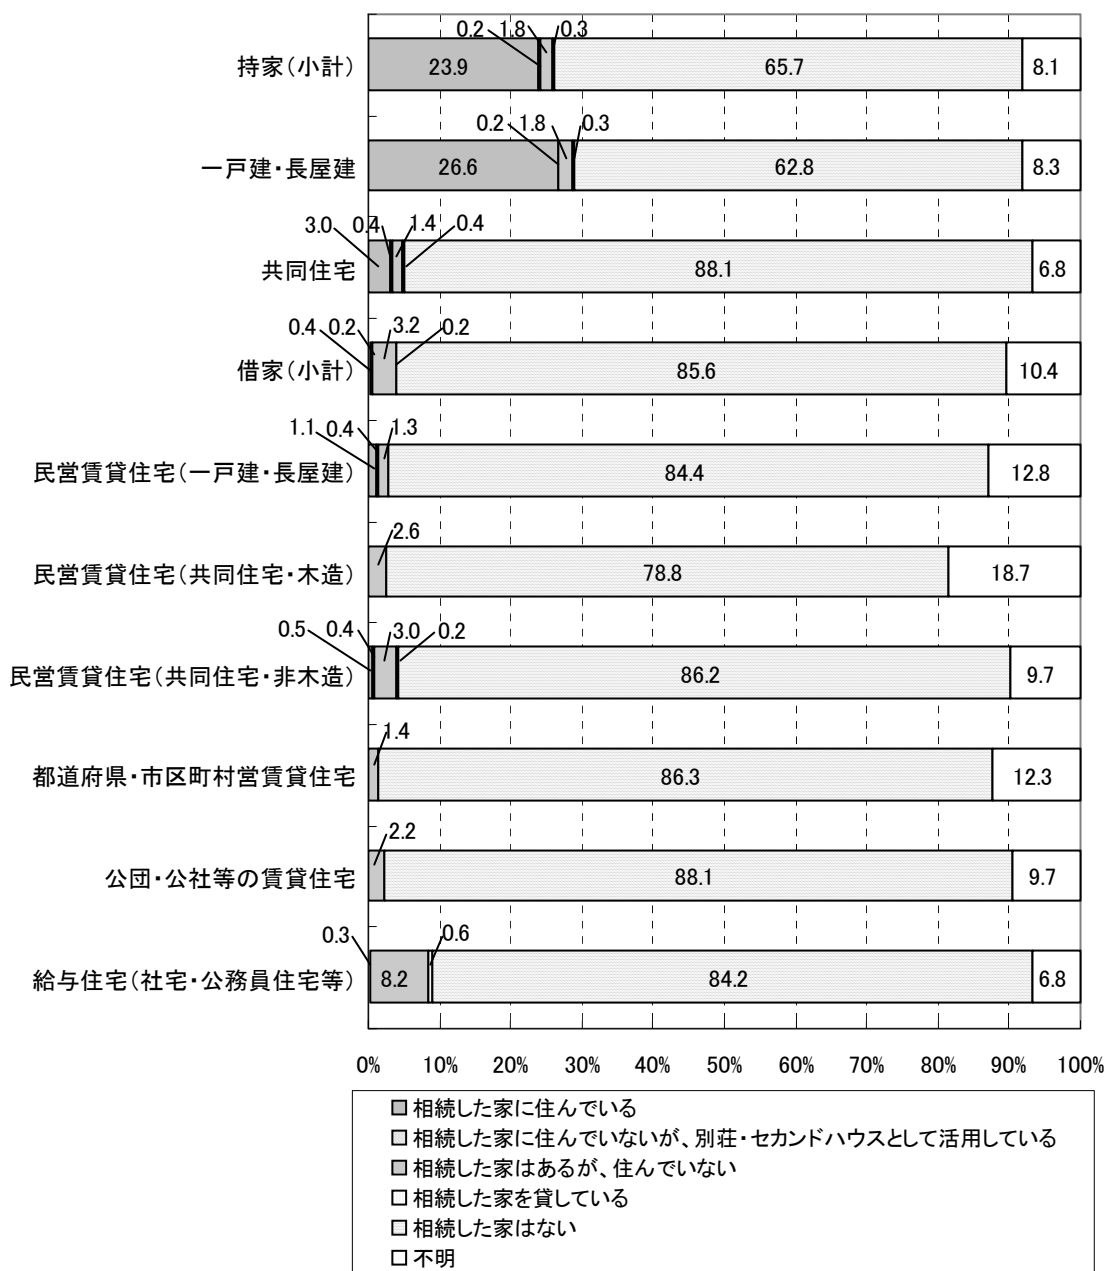 0.2 1.8 0.3
持家(小計) 23.9 65.7 8.1
0.2 1.8 0.3
一戸建・長屋建 26.6 62.8 8.3
3.0 0.4 1.4 0.4
共同住宅 88.1 6.8
0.4 0.2 3.2 0.2
借家(小計) 85.6 10.4
1.1 0.4 1.3
民営賃貸住宅(一戸建・長屋建) 84.4 12.8
2.6
民営賃貸住宅(共同住宅・木造) 78.8 18.7
0.5 0.4 3.0 0.2
民営賃貸住宅(共同住宅・非木造) 86.2 9.7
1.4
都道府県・市区町村営賃貸住宅 86.3 12.3
2.2
公団・公社等の賃貸住宅 88.1 9.7
0.3 0.6
給与住宅(社宅・公務員住宅等) 8.2 84.2 6.8
0% 10% 20% 30% 40% 50% 60% 70% 80% 90% 100%
相続した家に住んでいる
相続した家に住んでいないが、別荘・セカンドハウスとして活用している
相続した家はあるが、住んでいない
相続した家を貸している
相続した家はない
不明